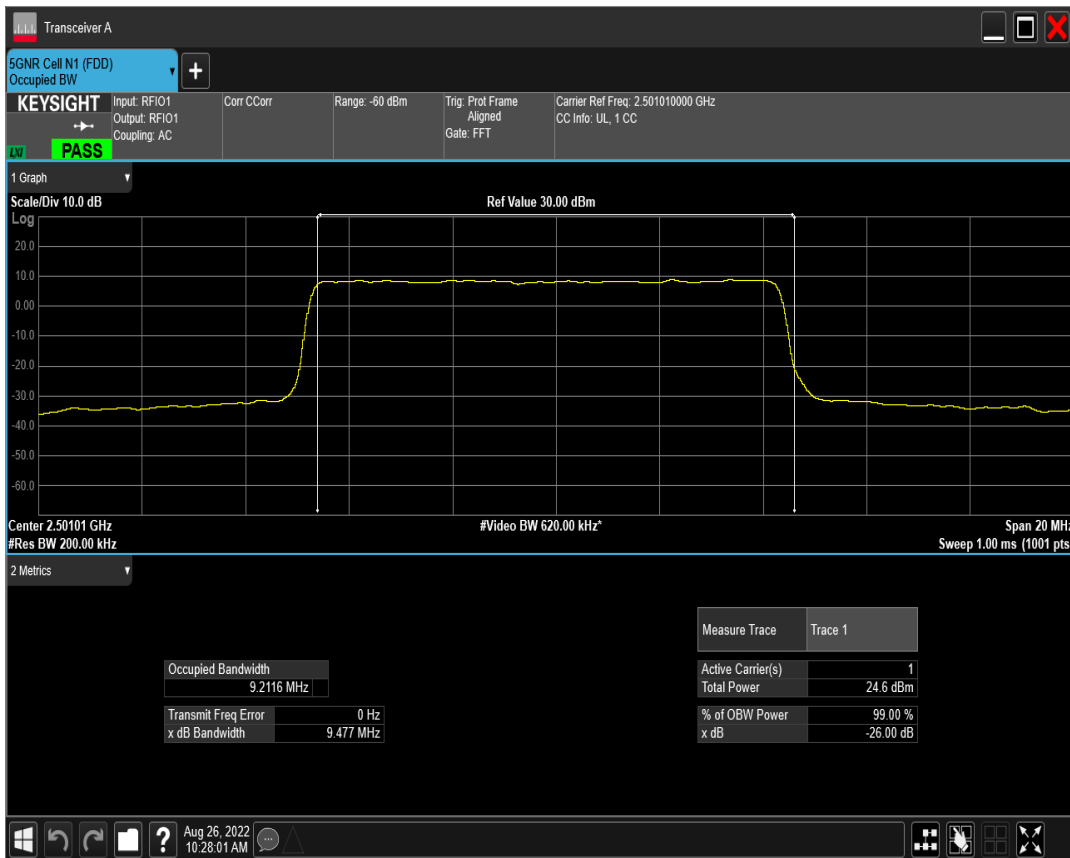 Transceiver A
5GNR Cell N1 (FDD)
Occupied BW
+
KEYSIGHT
LXI
PASS
Input: RFIO1
Output: RFIO1
Coupling: AC
Corr CCorr
Range: -60 dBm
Trig: Prot Frame
Aligned
Gate: FFT
Carrier Ref Freq: 2.501010000 GHz
CC Info: UL, 1 CC
1 Graph
Scale/Div 10.0 dB
Ref Value 30.00 dBm
Log
20.0
10.0
0.00
-10.0
-20.0
-30.0
-40.0
-50.0
-60.0
Center 2.50101 GHz
#Video BW 620.00 kHz*
Span 20 MHz
#Res BW 200.00 kHz
Sweep 1.00 ms (1001 pts
2 Metrics
Measure Trace Trace 1
Occupied Bandwidth
9.2116 MHz
Active Carrier(s) 1
Total Power 24.6 dBm
Transmit Freq Error 0 Hz
x dB Bandwidth 9.477 MHz
% of OBW Power 99.00 %
x dB -26.00 dB
?
Aug 26, 2022
10:28:01 AM